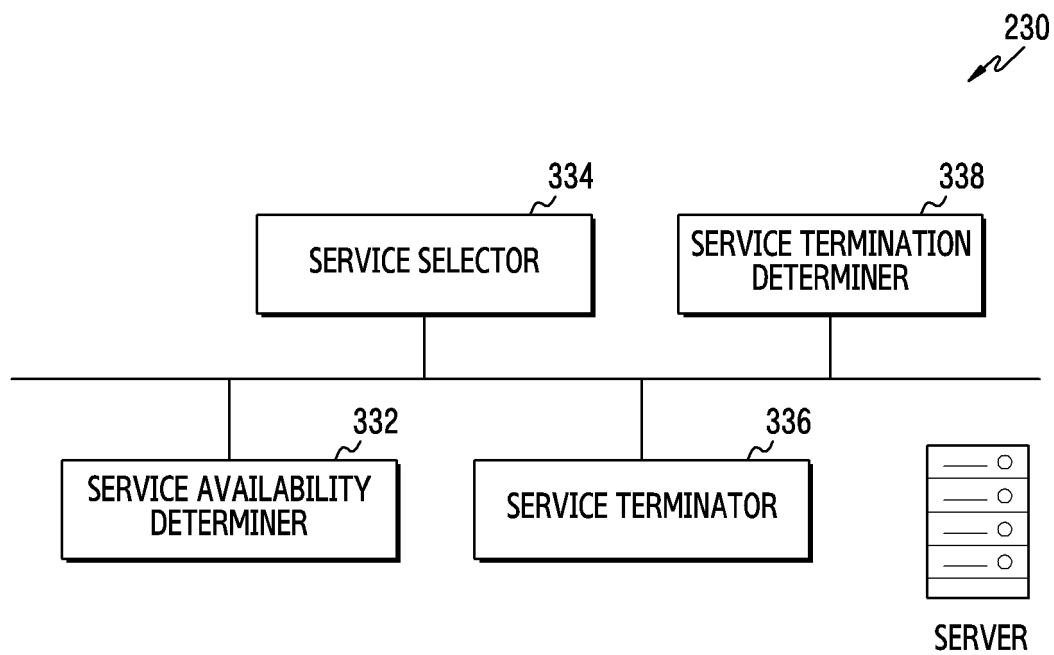 230
334
SERVICE SELECTOR
338
SERVICE TERMINATION
DETERMINER
332
SERVICE AVAILABILITY
DETERMINER
336
SERVICE TERMINATOR
SERVER